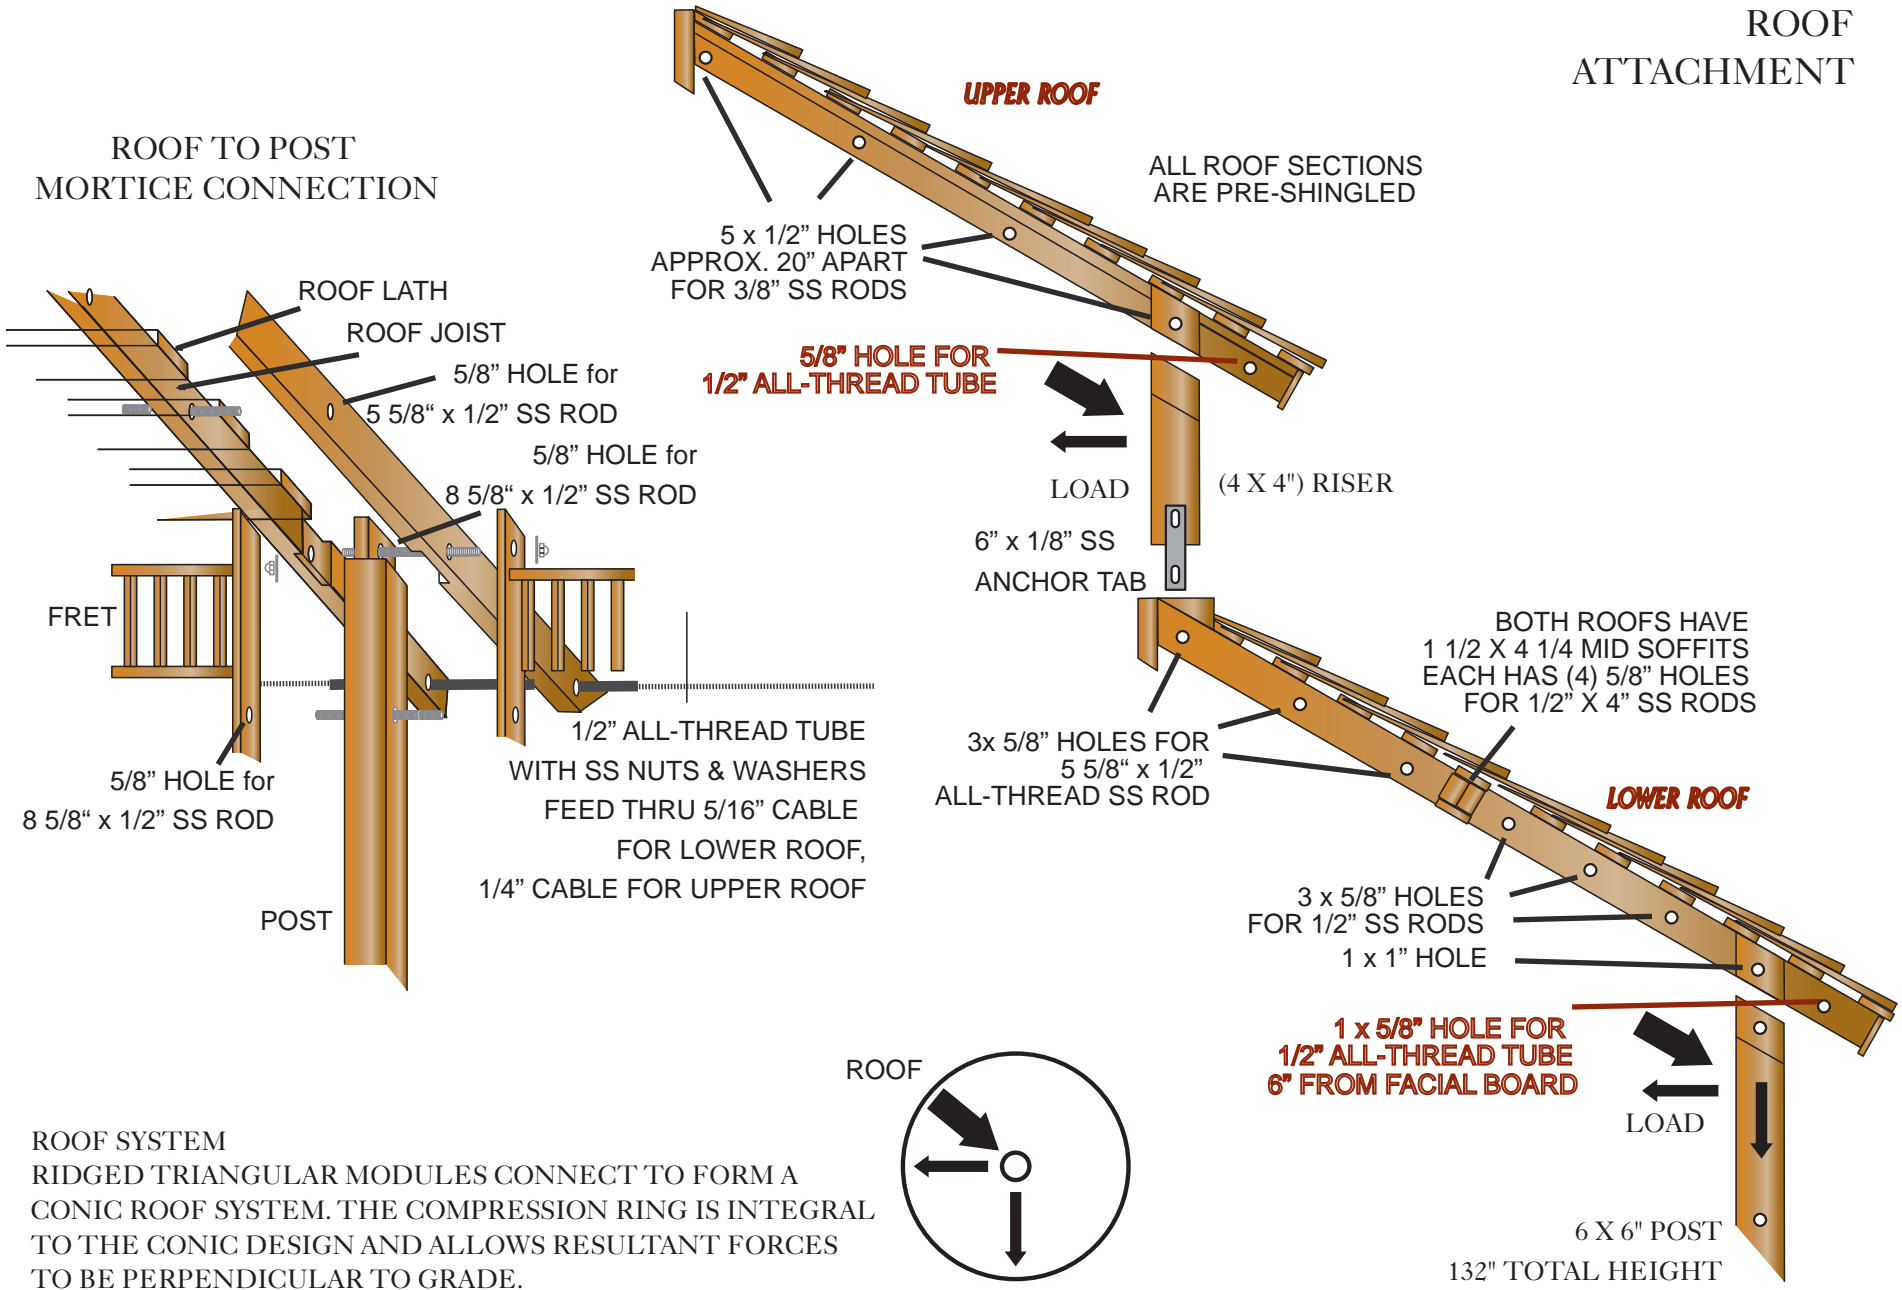 ROOF
ATTACHMENT
UPPER ROOF
ROOF TO POST
MORTICE CONNECTION
ALL ROOF SECTIONS
ARE PRE-SHINGLED
5 x 1/2” HOLES
APPROX. 20” APART
FOR 3/8” SS RODS
ROOF LATH
ROOF JOIST
5/8” HOLE for
5 5/8“ x 1/2” SS ROD
5/8” HOLE for
8 5/8“ x 1/2” SS ROD
5/8” HOLE FOR
1/2” ALL-THREAD TUBE
LOAD
(4 X 4") RISER
6” x 1/8” SS
ANCHOR TAB
FRET
BOTH ROOFS HAVE
1 1/2 X 4 1/4 MID SOFFITS
EACH HAS (4) 5/8” HOLES
FOR 1/2” X 4” SS RODS
5/8” HOLE for
8 5/8“ x 1/2” SS ROD
1/2” ALL-THREAD TUBE
WITH SS NUTS & WASHERS
FEED THRU 5/16” CABLE
FOR LOWER ROOF,
1/4” CABLE FOR UPPER ROOF
POST
3x 5/8” HOLES FOR
5 5/8“ x 1/2”
ALL-THREAD SS ROD
LOWER ROOF
3 x 5/8” HOLES
FOR 1/2” SS RODS
1 x 1” HOLE
1 x 5/8” HOLE FOR
1/2” ALL-THREAD TUBE
6” FROM FACIAL BOARD
LOAD
ROOF
ROOF SYSTEM
RIDGED TRIANGULAR MODULES CONNECT TO FORM A
CONIC ROOF SYSTEM. THE COMPRESSION RING IS INTEGRAL
TO THE CONIC DESIGN AND ALLOWS RESULTANT FORCES
TO BE PERPENDICULAR TO GRADE.
6 X 6" POST
132" TOTAL HEIGHT